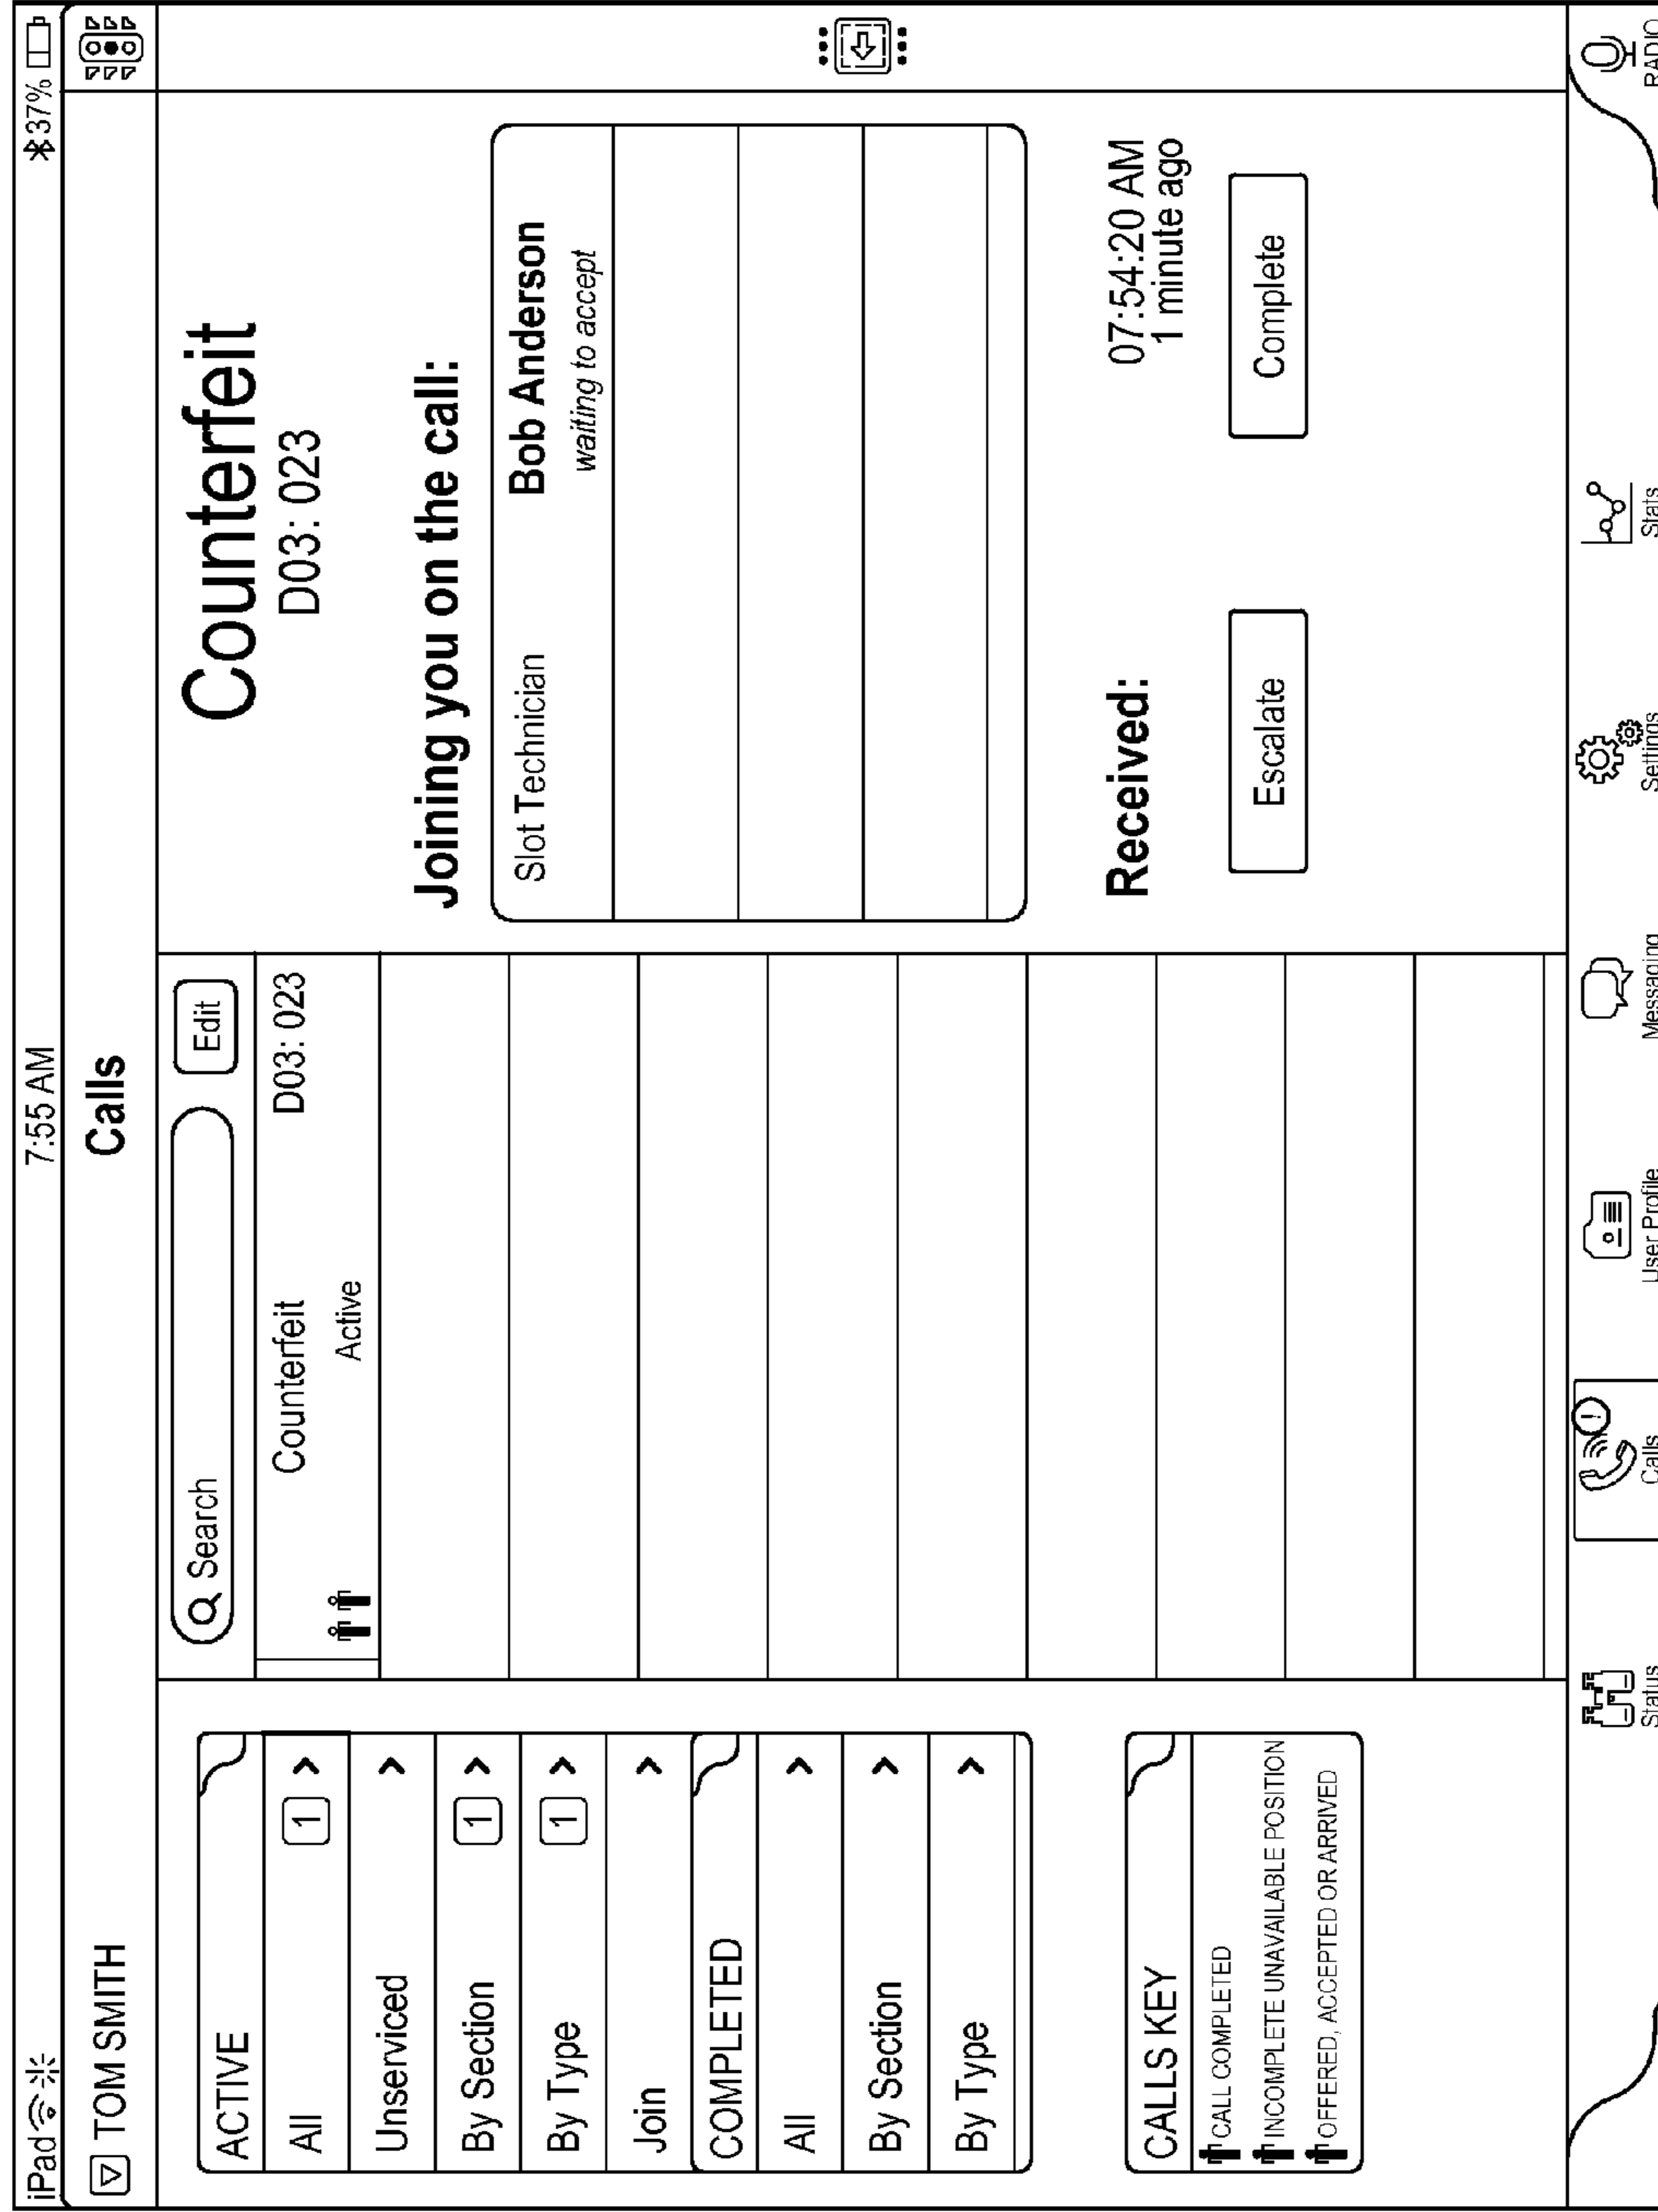 iPad 7:55 AM 37%
TOM SMITH Calls
ACTIVE
All 1 >
Unserviced >
By Section 1 >
By Type 1 >
Join >
COMPLETED
All >
By Section >
By Type >
CALLS KEY
CALL COMPLETED
INCOMPLETE UNAVAILABLE POSITION
OFFERED, ACCEPTED OR ARRIVED
Search Edit
Counterfeit D03: 023
Active
Counterfeit
D03: 023
Joining you on the call:
Slot Technician Bob Anderson
waiting to accept
Received: 07:54:20 AM
1 minute ago
Escalate Complete
Status Calls User Profile Messaging Settings Stats RADIO